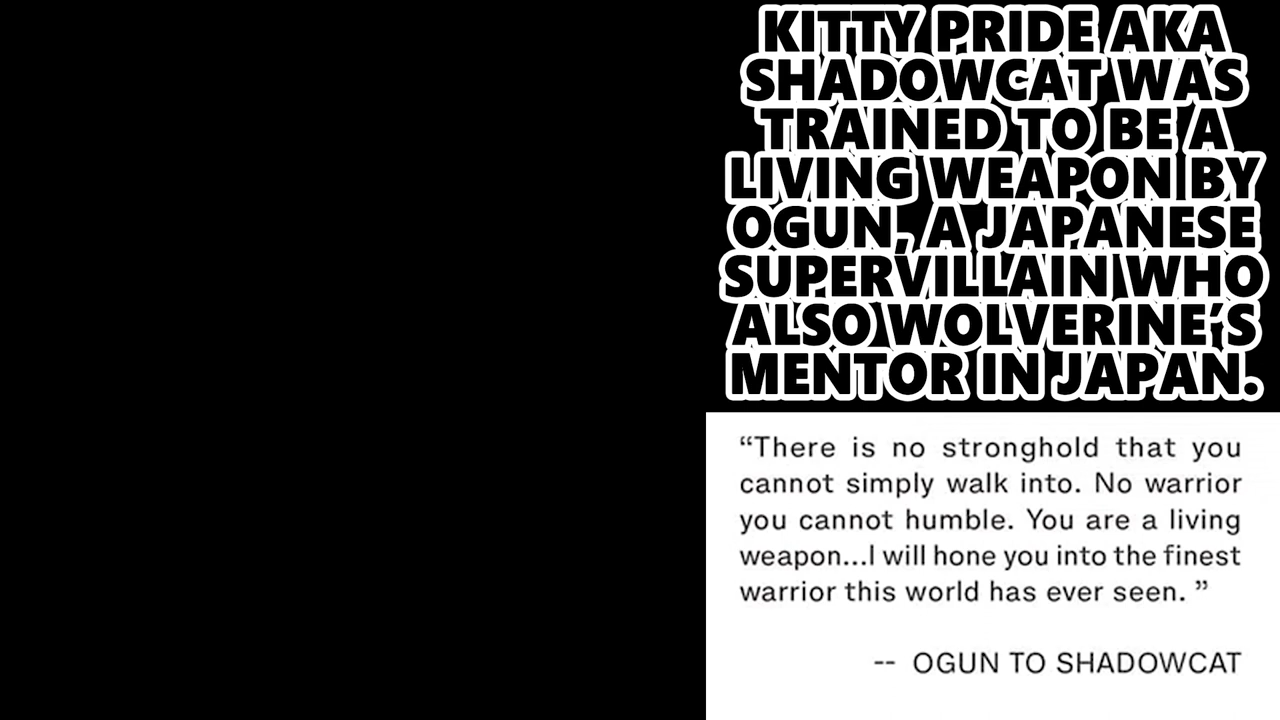 KITTY PRIDE AKA
SHADOWCAT WAS
TRAINED TO BE A
LIVING WEAPON BY
OGUN, A JAPANESE
SUPERVILLAIN WHO
ALSO WOLVERINE‘S
MENTOR IN JAPAN.
“There is no stronghold that you
cannot simply walk into. No warrior
you cannot humble. You are a living
weapon...I will hone you into the finest
warrior this world has ever seen. ”
-- OGUN TO SHADOWCAT